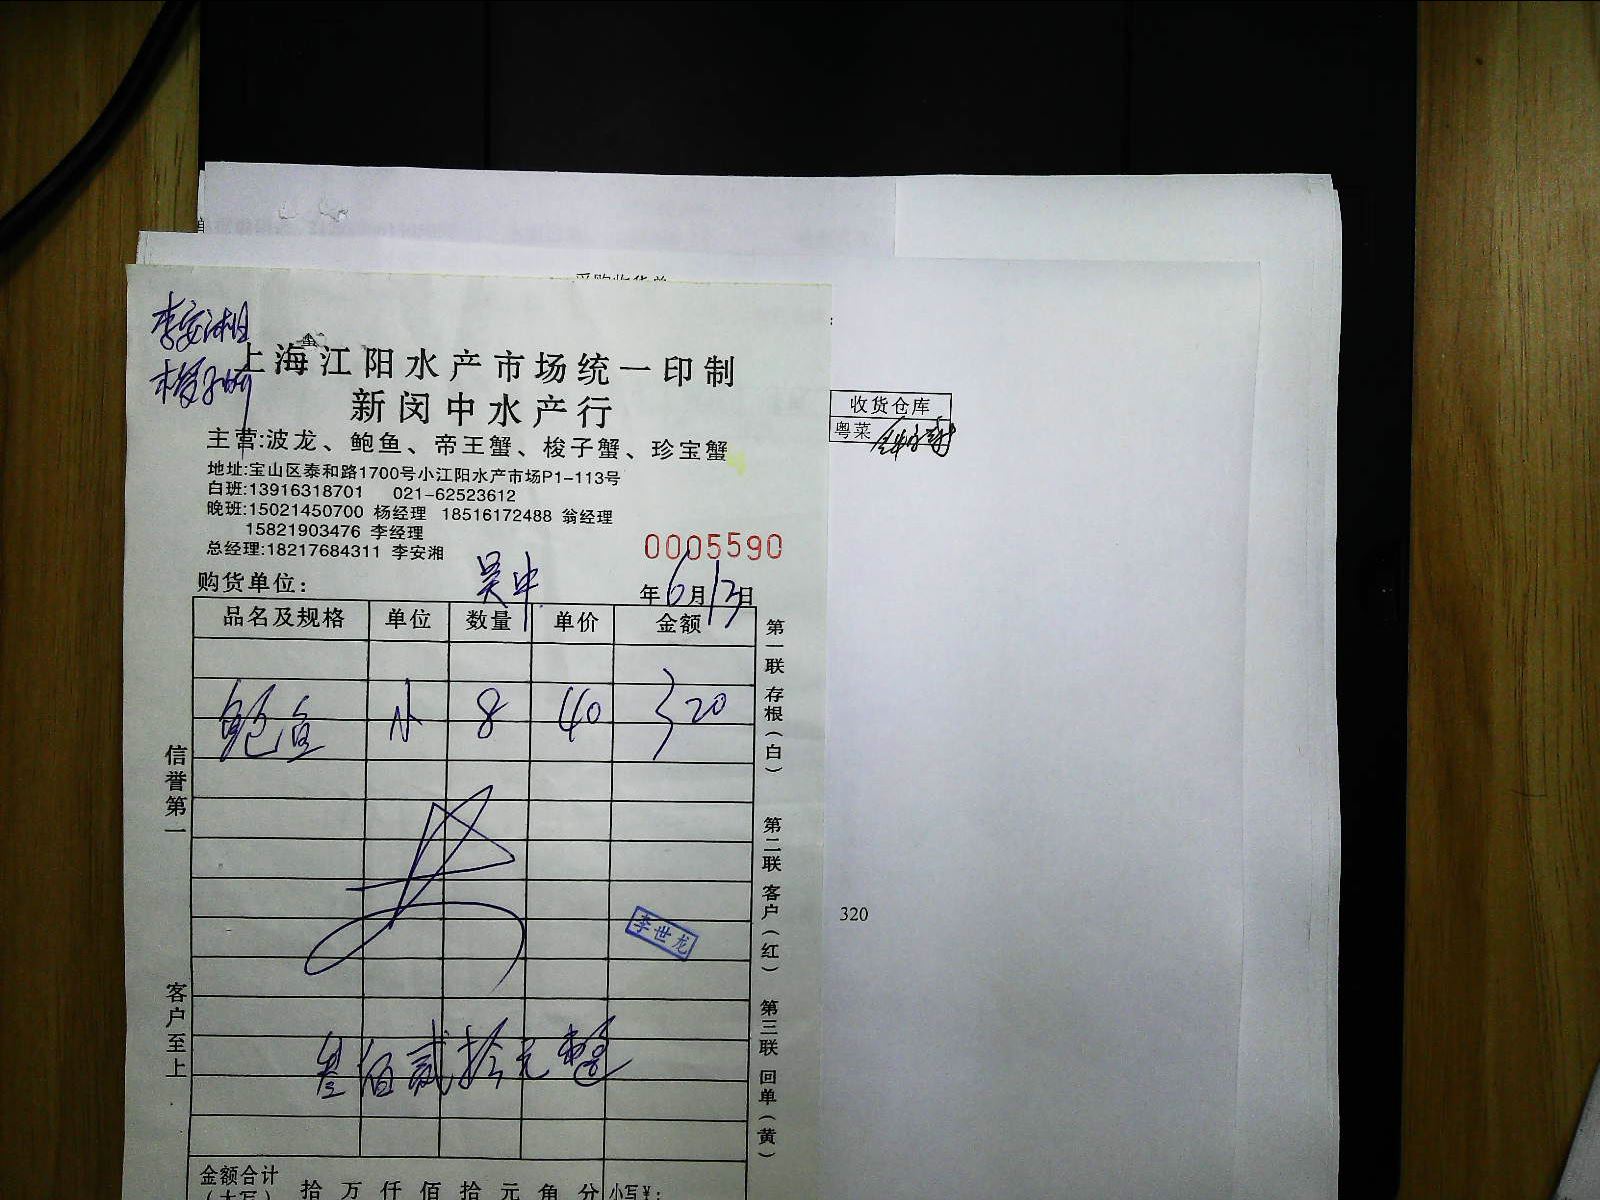 李安湘
上海江阳水产市场统一印制
新闵中水产行
主营:波龙、鲍鱼、帝王蟹、梭子蟹、珍宝蟹
地址:宝山区泰和路1700号小江阳水产市场P1-113号
白班:13916318701 021-62523612
晚班:15021450700 杨经理 18516172488 翁经理
15821903476 李经理
总经理:18217684311 李安湘
0005590
购货单位: 吴中 年6月13日
品名及规格 单位 数量 单价 金额
鲍鱼 小 8 40 320
李世龙
叁佰贰拾元整
金额合计
(大写) 拾 万 仟 佰 拾 元 角 分 小写¥:
信誉第一
客户至上
第一联 存根(白)
第二联 客户(红)
第三联 回单(黄)
采购收货单
收货仓库
粤菜
320